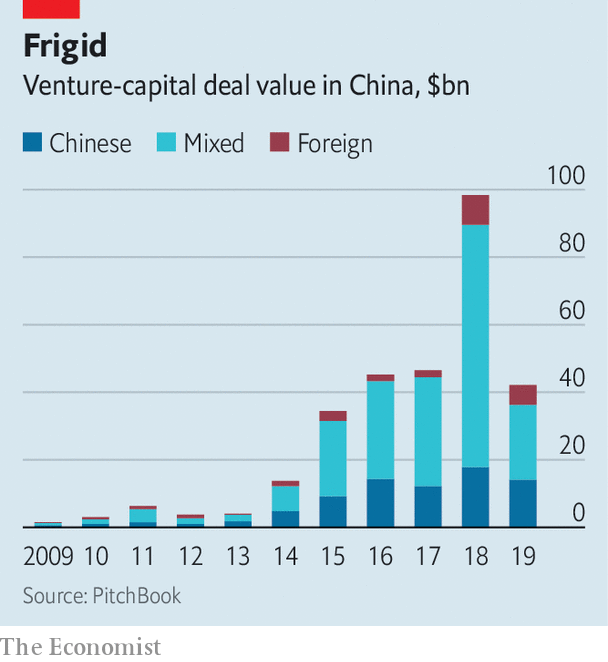 Frigid
Venture-capital deal value in China, $bn
Chinese Mixed Foreign
100
80
60
40
20
0
2009 10 11 12 13 14 15 16 17 18 19
Source: PitchBook
The Economist